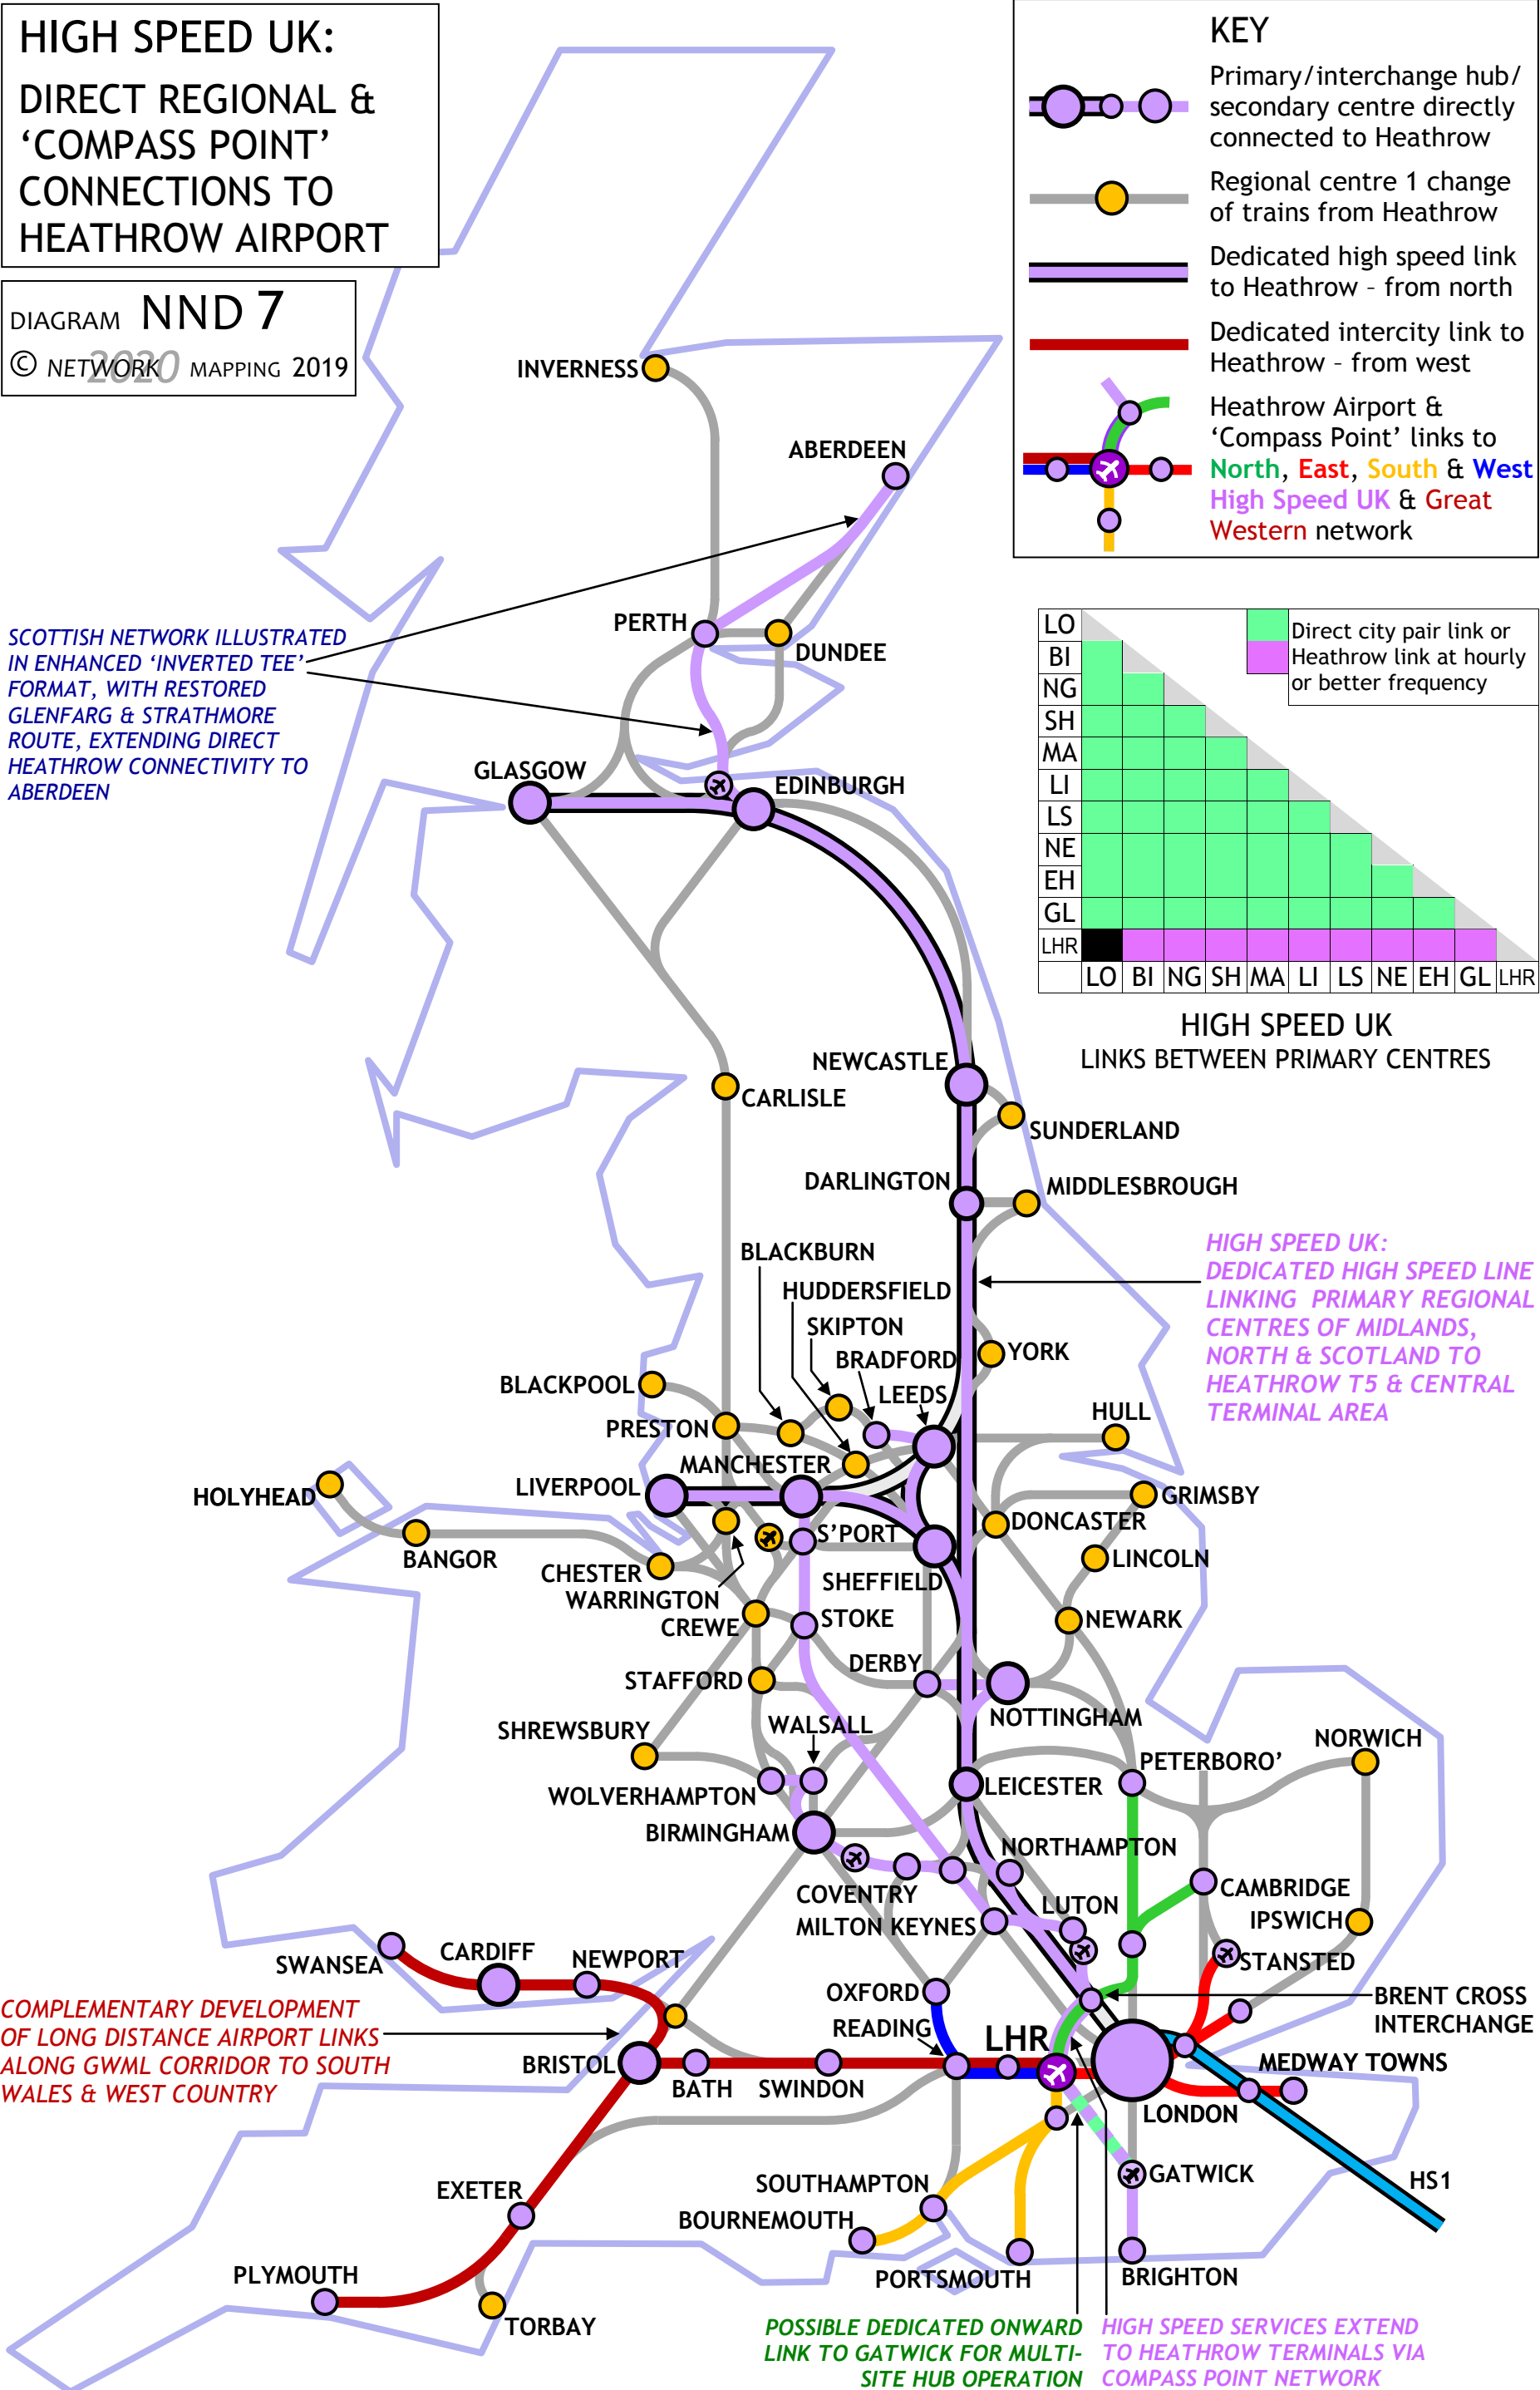 HIGH SPEED UK:
DIRECT REGIONAL &
‘COMPASS POINT’
CONNECTIONS TO
HEATHROW AIRPORT
DIAGRAM NND 7
© NETWORK 2020 MAPPING 2019
KEY
Primary/interchange hub/
secondary centre directly
connected to Heathrow
Regional centre 1 change
of trains from Heathrow
Dedicated high speed link
to Heathrow – from north
Dedicated intercity link to
Heathrow – from west
Heathrow Airport &
‘Compass Point’ links to
North, East, South & West
High Speed UK & Great
Western network
INVERNESS
ABERDEEN
PERTH
DUNDEE
SCOTTISH NETWORK ILLUSTRATED
IN ENHANCED ‘INVERTED TEE’
FORMAT, WITH RESTORED
GLENFARG & STRATHMORE
ROUTE, EXTENDING DIRECT
HEATHROW CONNECTIVITY TO
ABERDEEN
GLASGOW
EDINBURGH
LO
BI
NG
SH
MA
LI
LS
NE
EH
GL
LHR
Direct city pair link or
Heathrow link at hourly
or better frequency
LO BI NG SH MA LI LS NE EH GL LHR
HIGH SPEED UK
LINKS BETWEEN PRIMARY CENTRES
NEWCASTLE
CARLISLE
SUNDERLAND
DARLINGTON
MIDDLESBROUGH
HIGH SPEED UK:
DEDICATED HIGH SPEED LINE
LINKING PRIMARY REGIONAL
CENTRES OF MIDLANDS,
NORTH & SCOTLAND TO
HEATHROW T5 & CENTRAL
TERMINAL AREA
BLACKBURN
HUDDERSFIELD
SKIPTON
BRADFORD
LEEDS
YORK
BLACKPOOL
PRESTON
HULL
MANCHESTER
LIVERPOOL
HOLYHEAD
GRIMSBY
DONCASTER
S’PORT
BANGOR
LINCOLN
CHESTER
SHEFFIELD
WARRINGTON
CREWE
STOKE
NEWARK
DERBY
STAFFORD
NOTTINGHAM
SHREWSBURY
WALSALL
NORWICH
PETERBORO’
LEICESTER
WOLVERHAMPTON
BIRMINGHAM
NORTHAMPTON
COVENTRY
CAMBRIDGE
LUTON
MILTON KEYNES
IPSWICH
STANSTED
SWANSEA
CARDIFF
NEWPORT
OXFORD
BRENT CROSS
INTERCHANGE
COMPLEMENTARY DEVELOPMENT
OF LONG DISTANCE AIRPORT LINKS
ALONG GWML CORRIDOR TO SOUTH
WALES & WEST COUNTRY
READING
LHR
BRISTOL
BATH
SWINDON
MEDWAY TOWNS
LONDON
GATWICK
HS1
EXETER
SOUTHAMPTON
BOURNEMOUTH
PLYMOUTH
PORTSMOUTH
BRIGHTON
TORBAY
POSSIBLE DEDICATED ONWARD
LINK TO GATWICK FOR MULTI-
SITE HUB OPERATION
HIGH SPEED SERVICES EXTEND
TO HEATHROW TERMINALS VIA
COMPASS POINT NETWORK